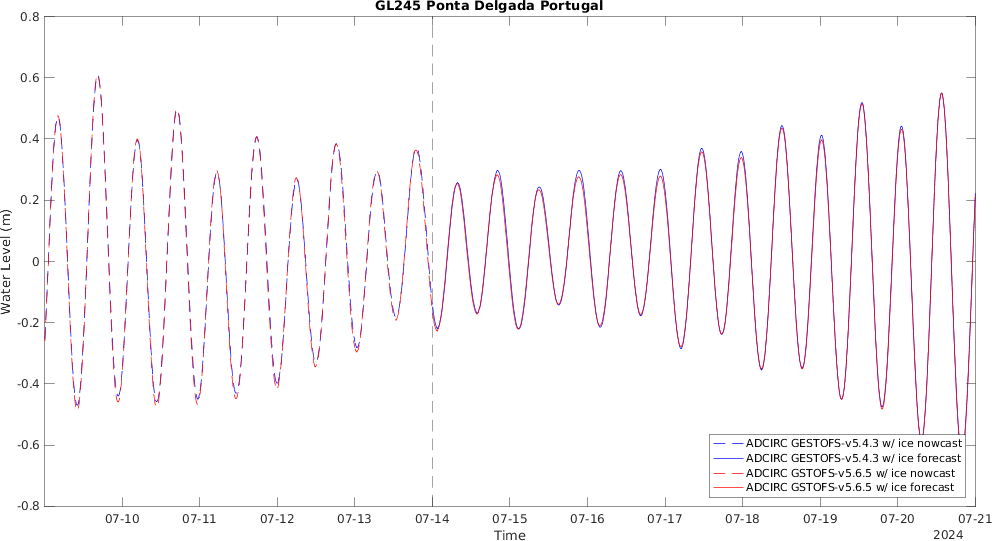 GL245 Ponta Delgada Portugal
0.8
0.6
0.4
0.2
0
-0.2
-0.4
-0.6
-0.8
Water Level (m)
ADCIRC GESTOFS-v5.4.3 w/ ice nowcast
ADCIRC GESTOFS-v5.4.3 w/ ice forecast
ADCIRC GSTOFS-v5.6.5 w/ ice nowcast
ADCIRC GSTOFS-v5.6.5 w/ ice forecast
07-10 07-11 07-12 07-13 07-14 07-15 07-16 07-17 07-18 07-19 07-20 07-21
Time
2024